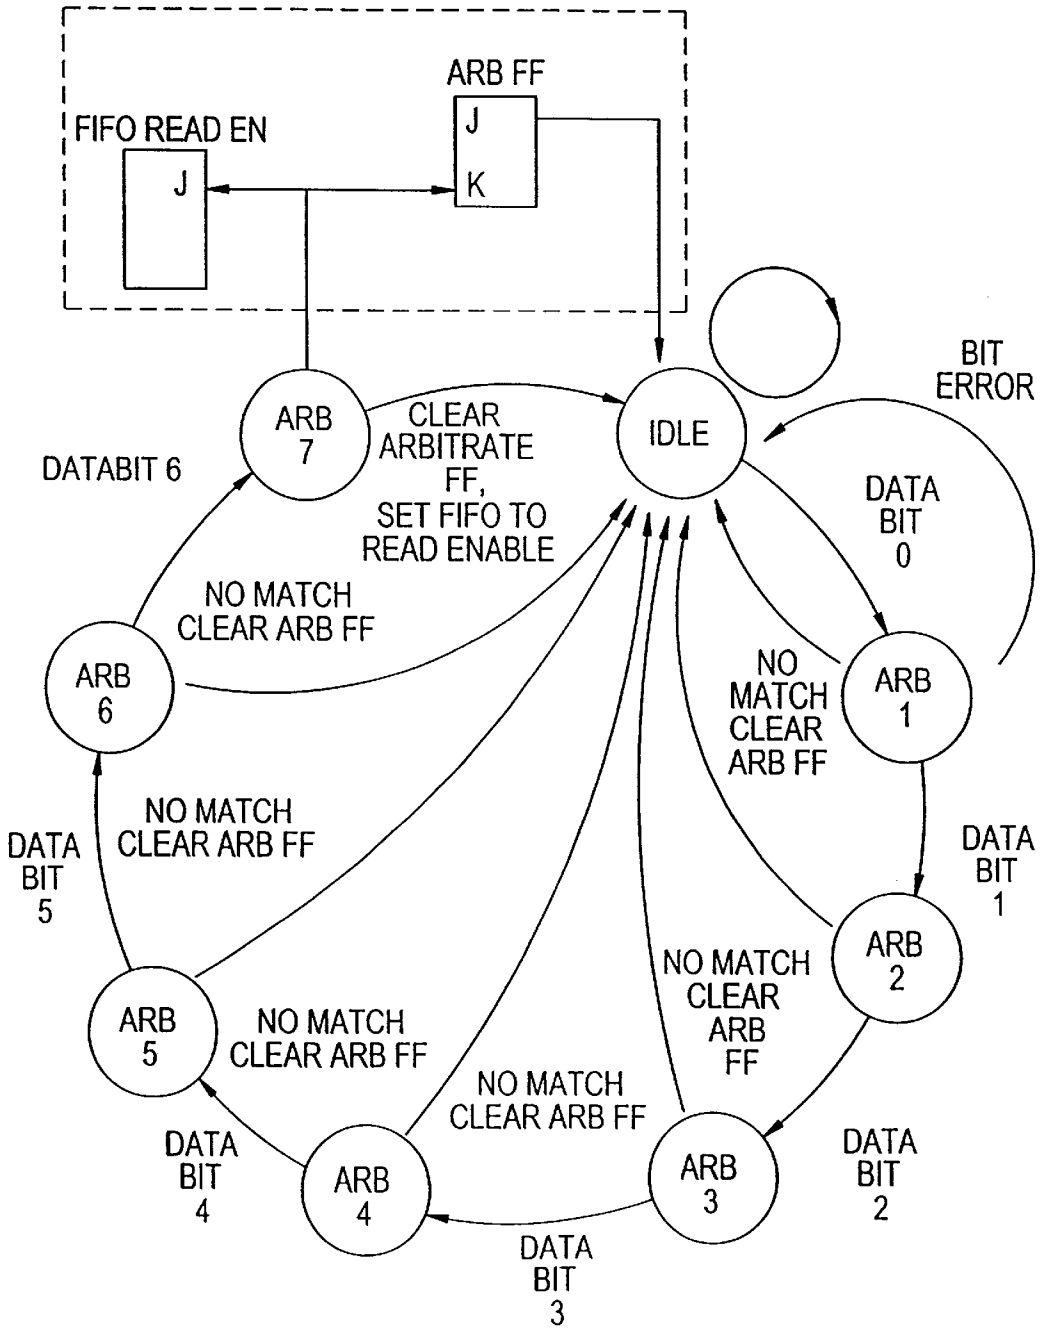 ARB FF
J
FIFO READ EN
J
K
BIT
ERROR
ARB
7
CLEAR
ARBITRATE
FF,
SET FIFO TO
READ ENABLE
IDLE
DATABIT 6
DATA
BIT
0
NO MATCH
CLEAR ARB FF
ARB
6
NO
MATCH
CLEAR
ARB FF
ARB
1
NO MATCH
CLEAR ARB FF
DATA
BIT
5
DATA
BIT
1
ARB
2
NO MATCH
CLEAR
ARB
FF
ARB
5
NO MATCH
CLEAR ARB FF
NO MATCH
CLEAR ARB FF
DATA
BIT
4
ARB
4
ARB
3
DATA
BIT
2
DATA
BIT
3